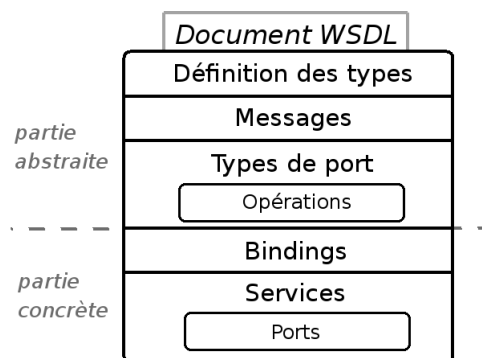 Document WSDL
Définition des types
Messages
partie
abstraite
Types de port
Opérations
Bindings
partie
concrète
Services
Ports